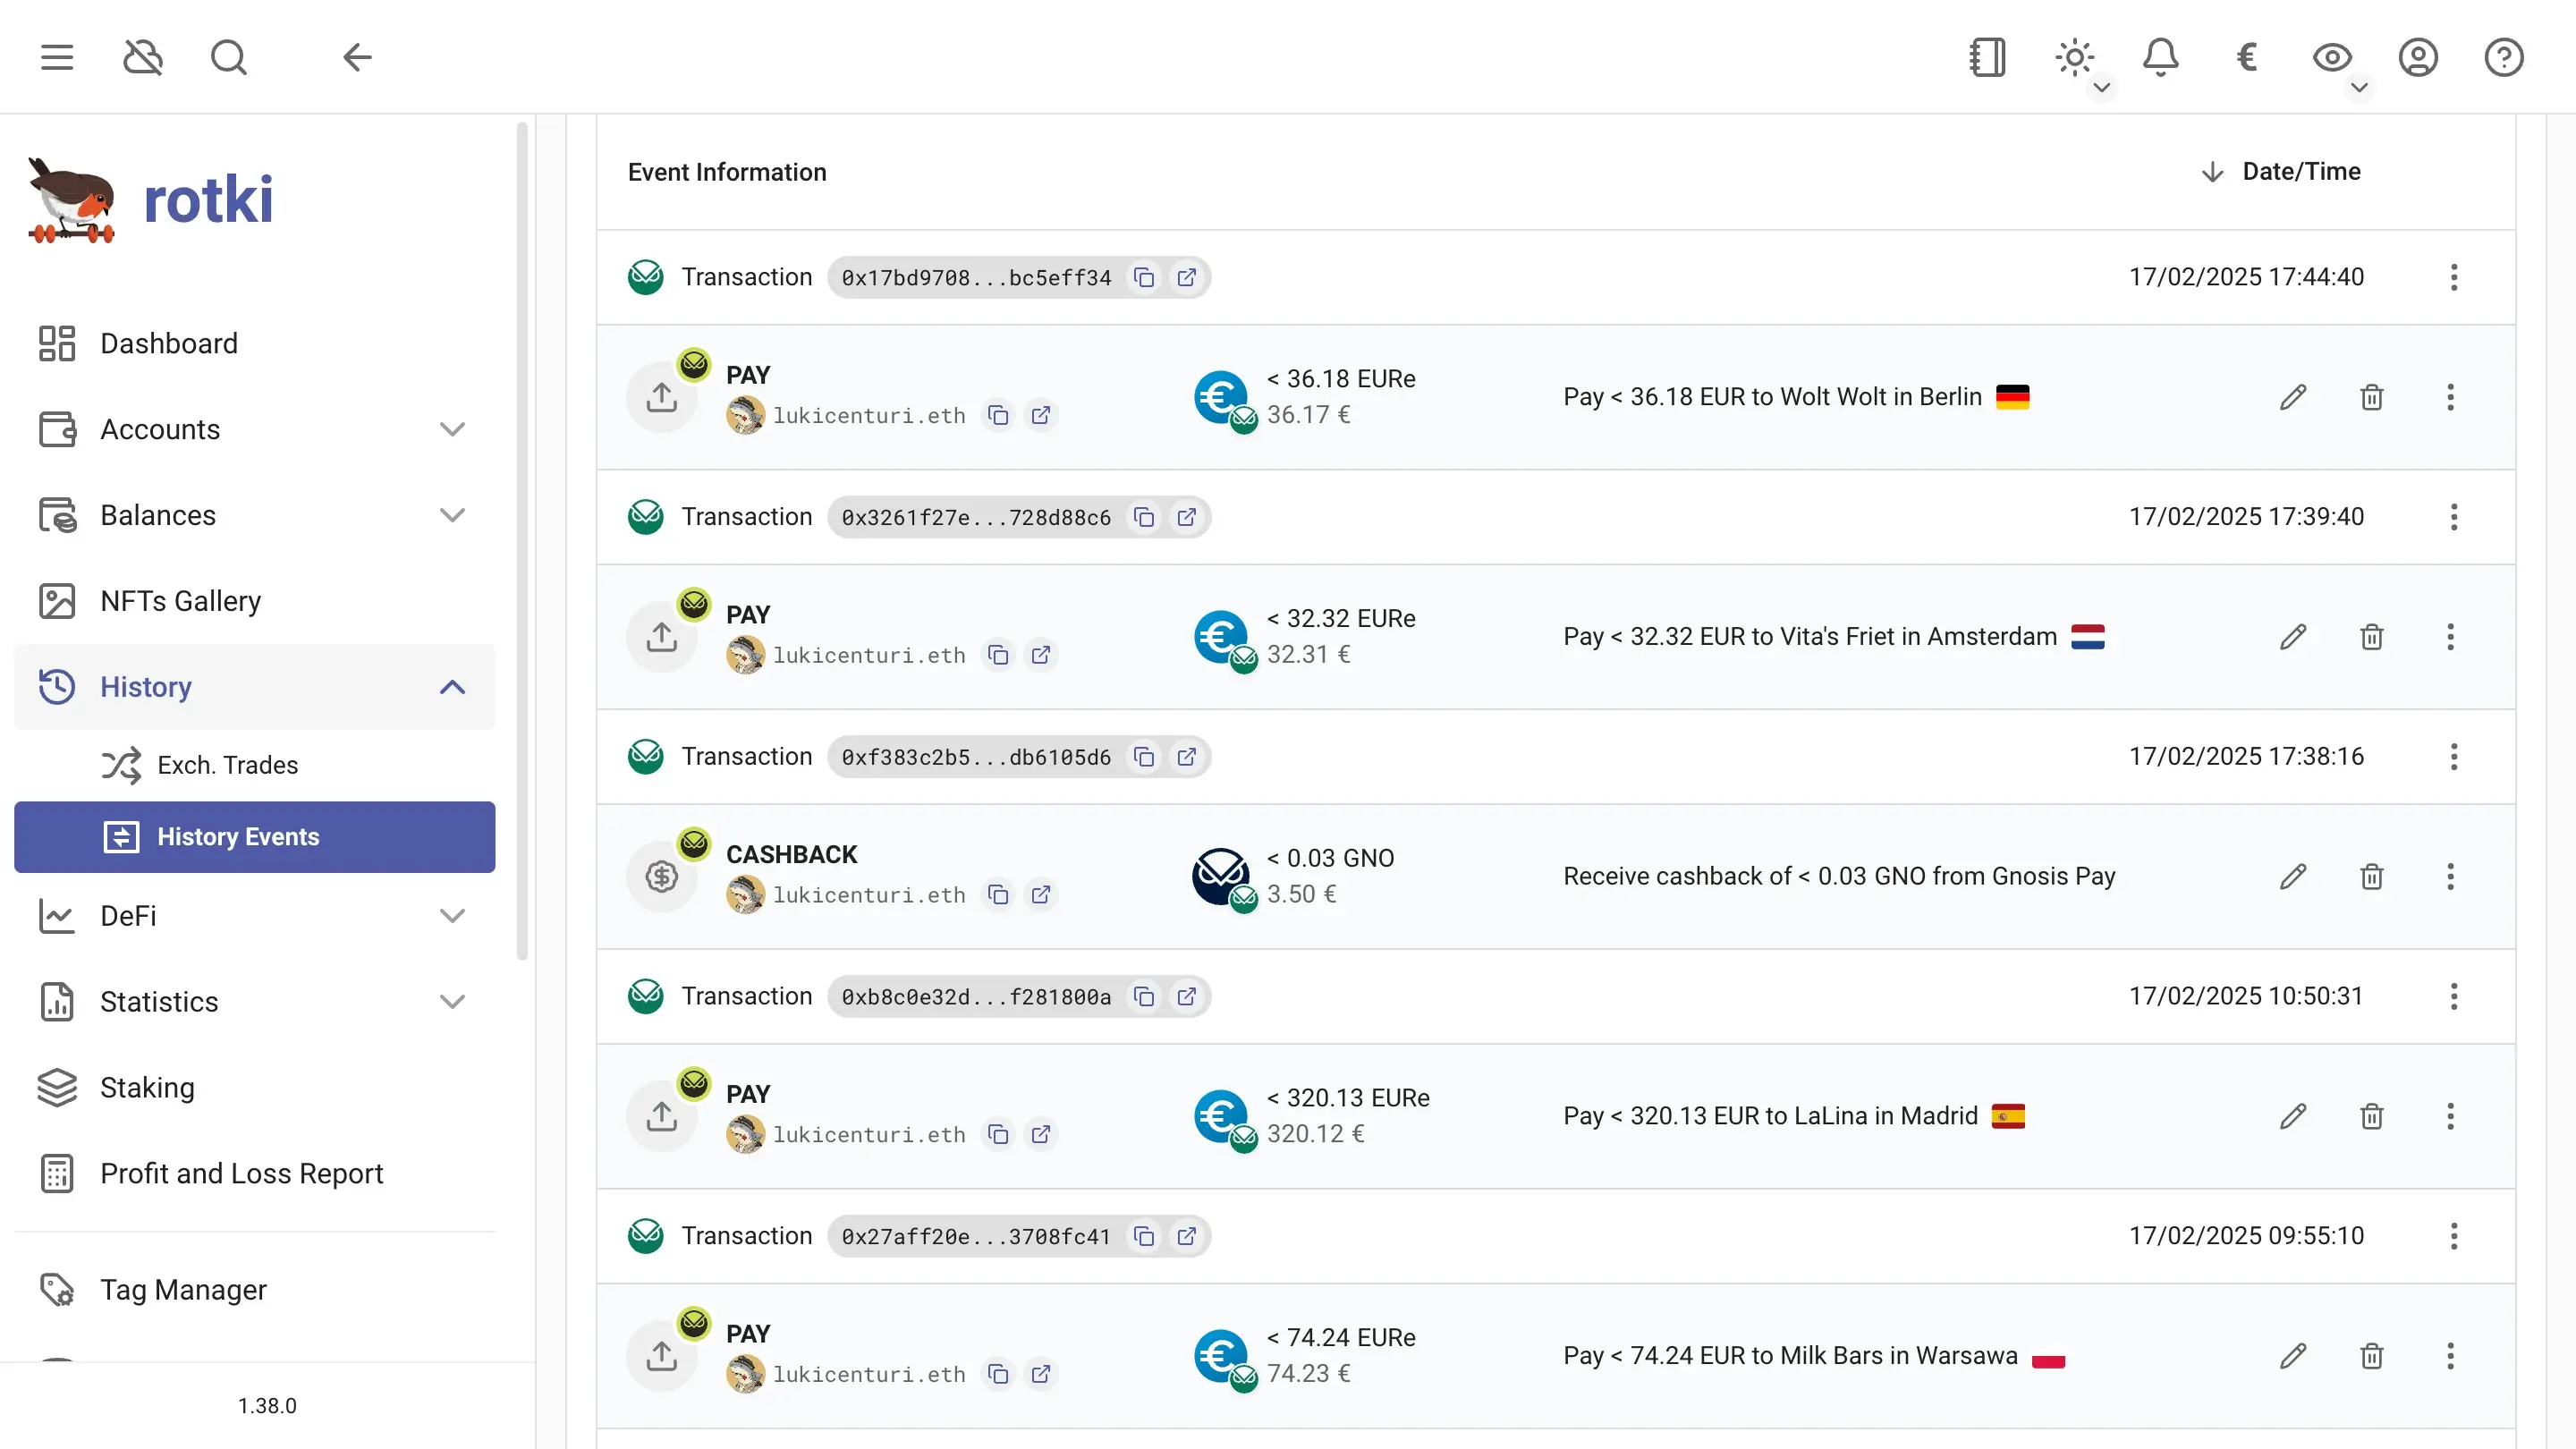 €
rotki
Dashboard
Accounts
Balances
NFTs Gallery
History
Exch. Trades
History Events
DeFi
Statistics
Staking
Profit and Loss Report
Tag Manager
1.38.0
Event Information
Date/Time
Transaction 0x17bd9708...bc5eff34 17/02/2025 17:44:40
PAY
lukicenturi.eth
< 36.18 EURe
36.17 €
Pay < 36.18 EUR to Wolt Wolt in Berlin
Transaction 0x3261f27e...728d88c6 17/02/2025 17:39:40
PAY
lukicenturi.eth
< 32.32 EURe
32.31 €
Pay < 32.32 EUR to Vita's Friet in Amsterdam
Transaction 0xf383c2b5...db6105d6 17/02/2025 17:38:16
CASHBACK
lukicenturi.eth
< 0.03 GNO
3.50 €
Receive cashback of < 0.03 GNO from Gnosis Pay
Transaction 0xb8c0e32d...f281800a 17/02/2025 10:50:31
PAY
lukicenturi.eth
< 320.13 EURe
320.12 €
Pay < 320.13 EUR to LaLina in Madrid
Transaction 0x27aff20e...3708fc41 17/02/2025 09:55:10
PAY
lukicenturi.eth
< 74.24 EURe
74.23 €
Pay < 74.24 EUR to Milk Bars in Warsawa